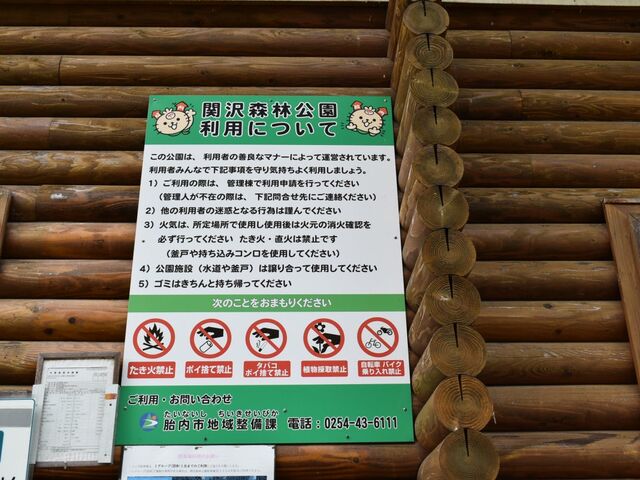 関沢森林公園
利用について
この公園は、利用者の善良なマナーによって運営されています。
利用者みんなで下記事項を守り気持ちよく利用しましょう。
1）ご利用の際は、管理棟で利用申請を行ってください
（管理人が不在の際は、下記問合せ先にご連絡ください）
2）他の利用者の迷惑となる行為は謹んでください
3）火気は、所定場所で使用し使用後は火元の消火確認を
必ず行ってください たき火・直火は禁止です
（釜戸や持ち込みコンロを使用してください）
4）公園施設（水道や釜戸）は譲り合って使用してください
5）ゴミはきちんと持ち帰ってください
次のことをおまもりください
たき火禁止
ポイ捨て禁止
タバコ
ポイ捨て禁止
植物採取禁止
自転車 バイク
乗り入れ禁止
ご利用・お問い合わせ
たいないし ちいきせいびか
胎内市地域整備課 電話：0254-43-6111